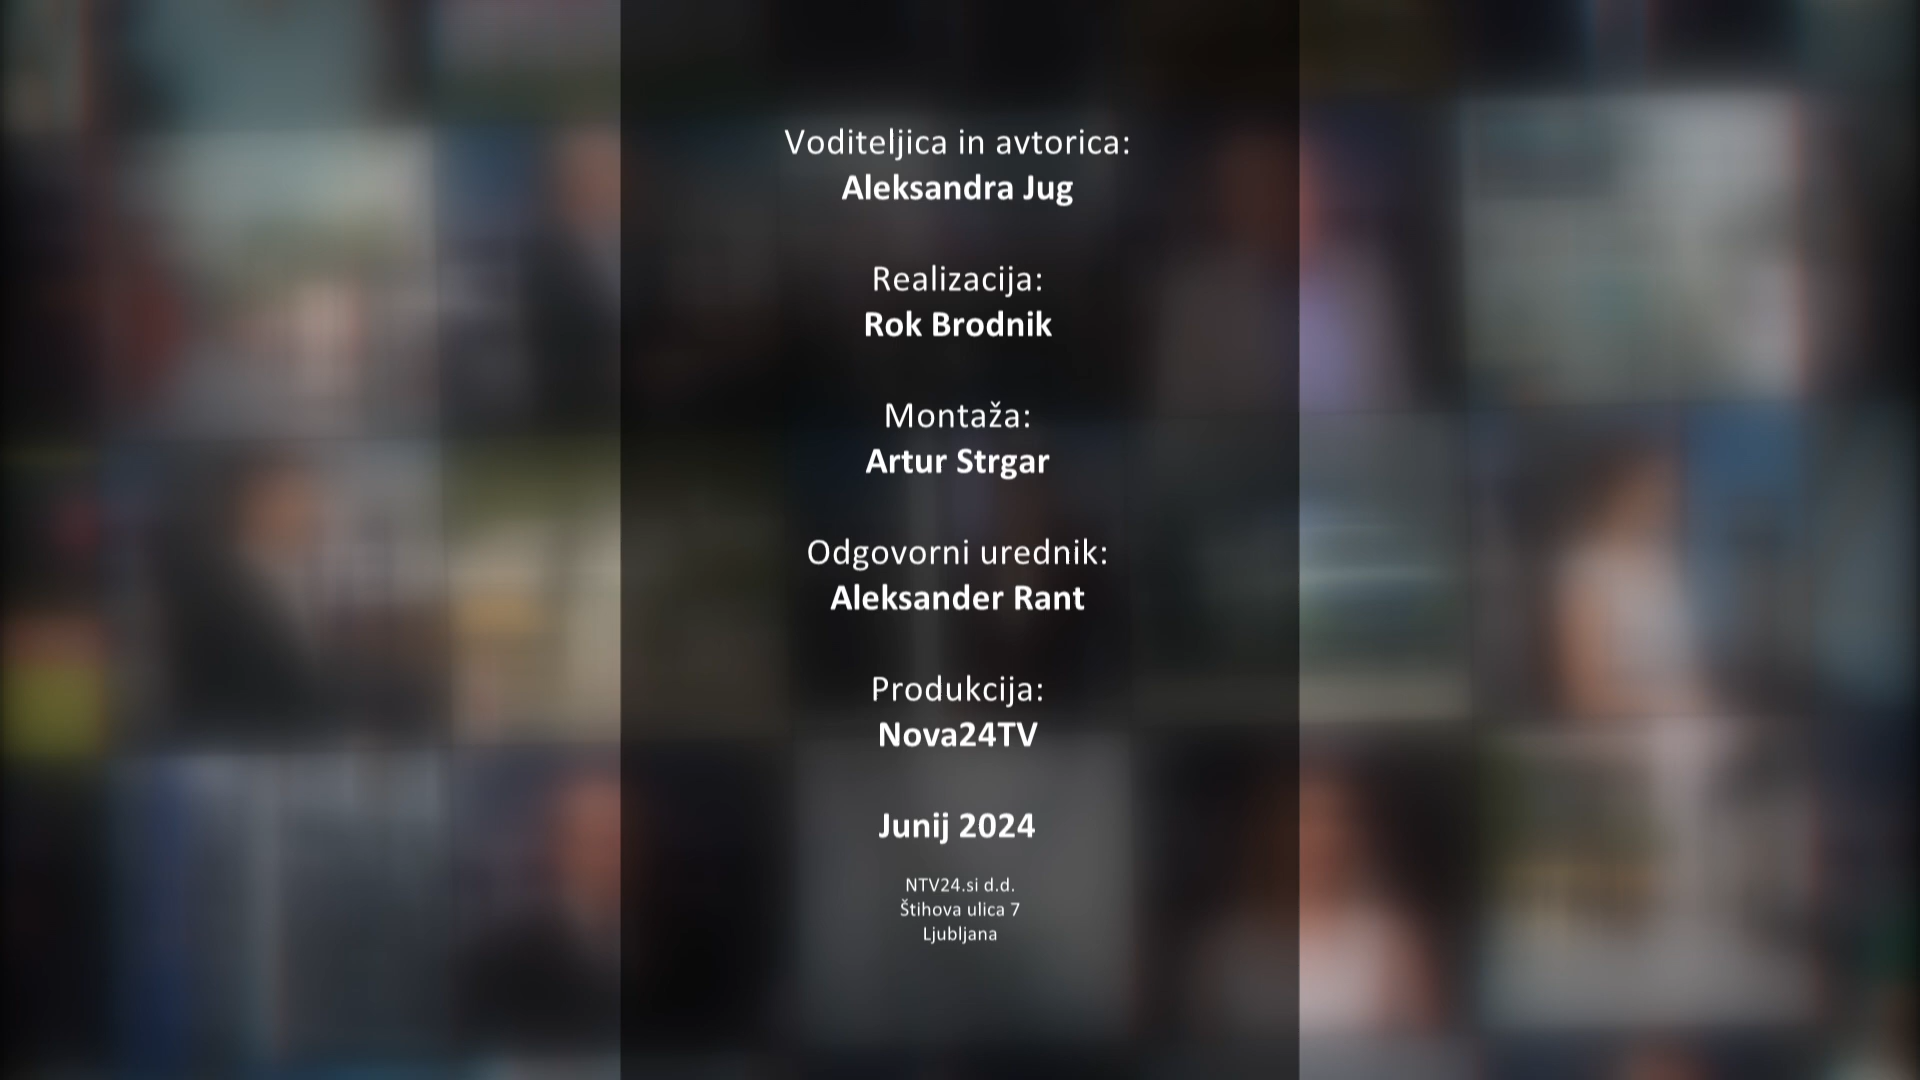 Voditeljica in avtorica:
Aleksandra Jug
Realizacija:
Rok Brodnik
Montaža:
Artur Strgar
Odgovorni urednik:
Aleksander Rant
Produkcija:
Nova24TV
Junij 2024
NTV24.si d.d.
Štihova ulica 7
Ljubljana